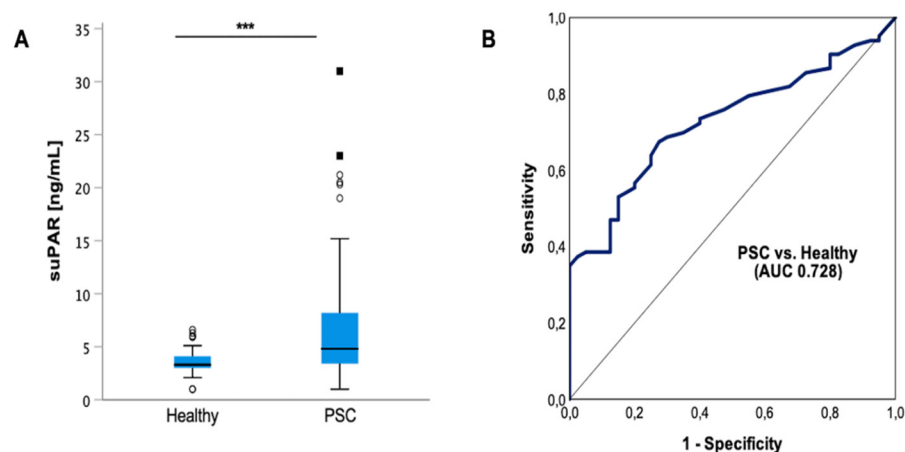 A
***
suPAR [ng/mL]
35
30
25
20
15
10
5
0
Healthy
PSC
B
Sensitivity
1,0
0,8
0,6
0,4
0,2
0,0
PSC vs. Healthy
(AUC 0.728)
0,0
0,2
0,4
0,6
0,8
1,0
1 - Specificity